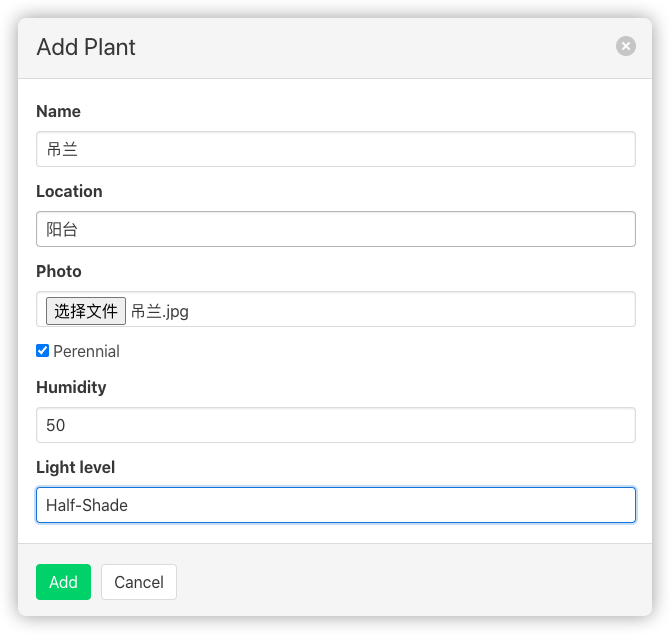 Add Plant
Name
吊兰
Location
阳台
Photo
选择文件 吊兰.jpg
Perennial
Humidity
50
Light level
Half-Shade
Add Cancel